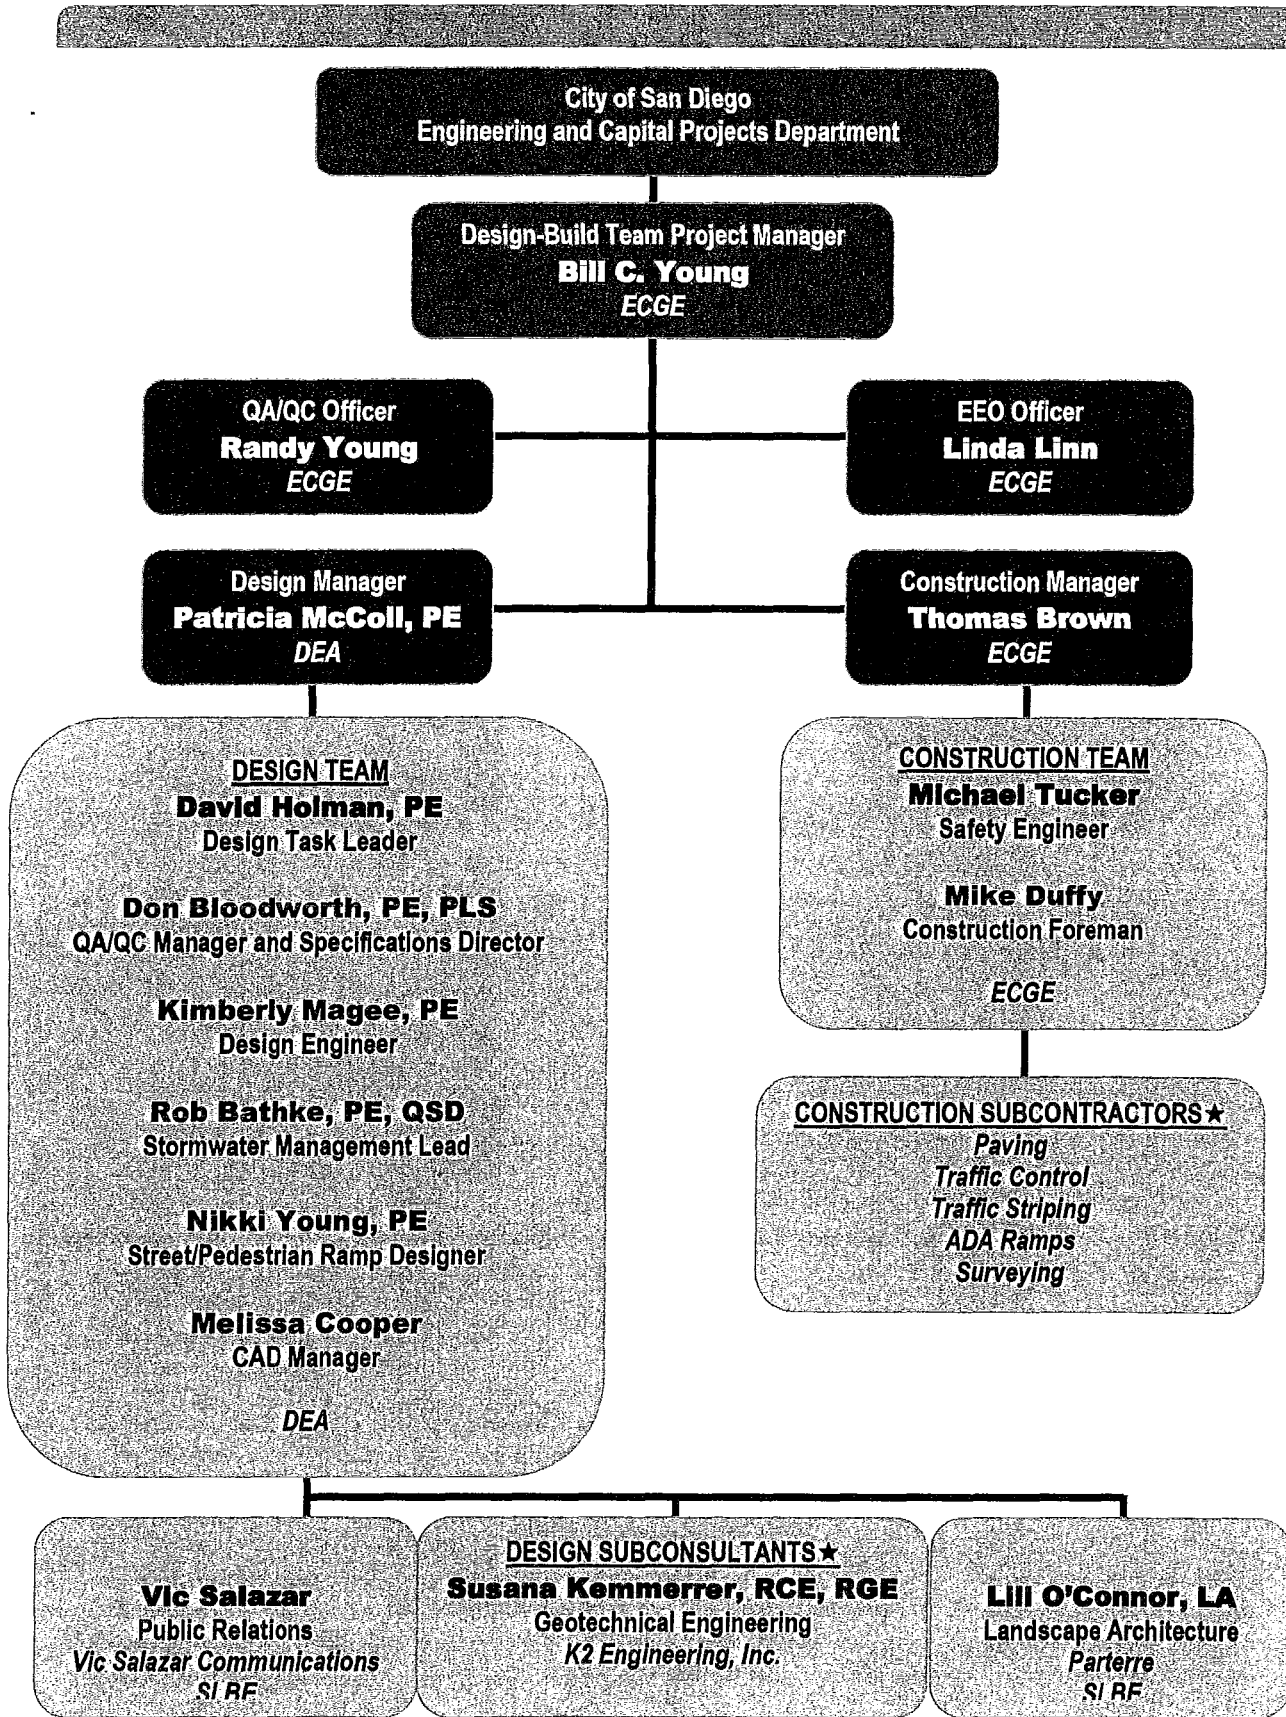 City of San Diego
Engineering and Capital Projects Department
Design-Build Team Project Manager
Bill C. Young
ECGE
QA/QC Officer
Randy Young
ECGE
EEO Officer
Linda Linn
ECGE
Design Manager
Patricia McColl, PE
DEA
Construction Manager
Thomas Brown
ECGE
DESIGN TEAM
David Holman, PE
Design Task Leader
Don Bloodworth, PE, PLS
QA/QC Manager and Specifications Director
Kimberly Magee, PE
Design Engineer
Rob Bathke, PE, QSD
Stormwater Management Lead
Nikki Young, PE
Street/Pedestrian Ramp Designer
Melissa Cooper
CAD Manager
DEA
CONSTRUCTION TEAM
Michael Tucker
Safety Engineer
Mike Duffy
Construction Foreman
ECGE
CONSTRUCTION SUBCONTRACTORS★
Paving
Traffic Control
Traffic Striping
ADA Ramps
Surveying
Vic Salazar
Public Relations
Vic Salazar Communications
SLBE
DESIGN SUBCONSULTANTS★
Susana Kemmerrer, RCE, RGE
Geotechnical Engineering
K2 Engineering, Inc.
Lili O'Connor, LA
Landscape Architecture
Parterre
SLBE